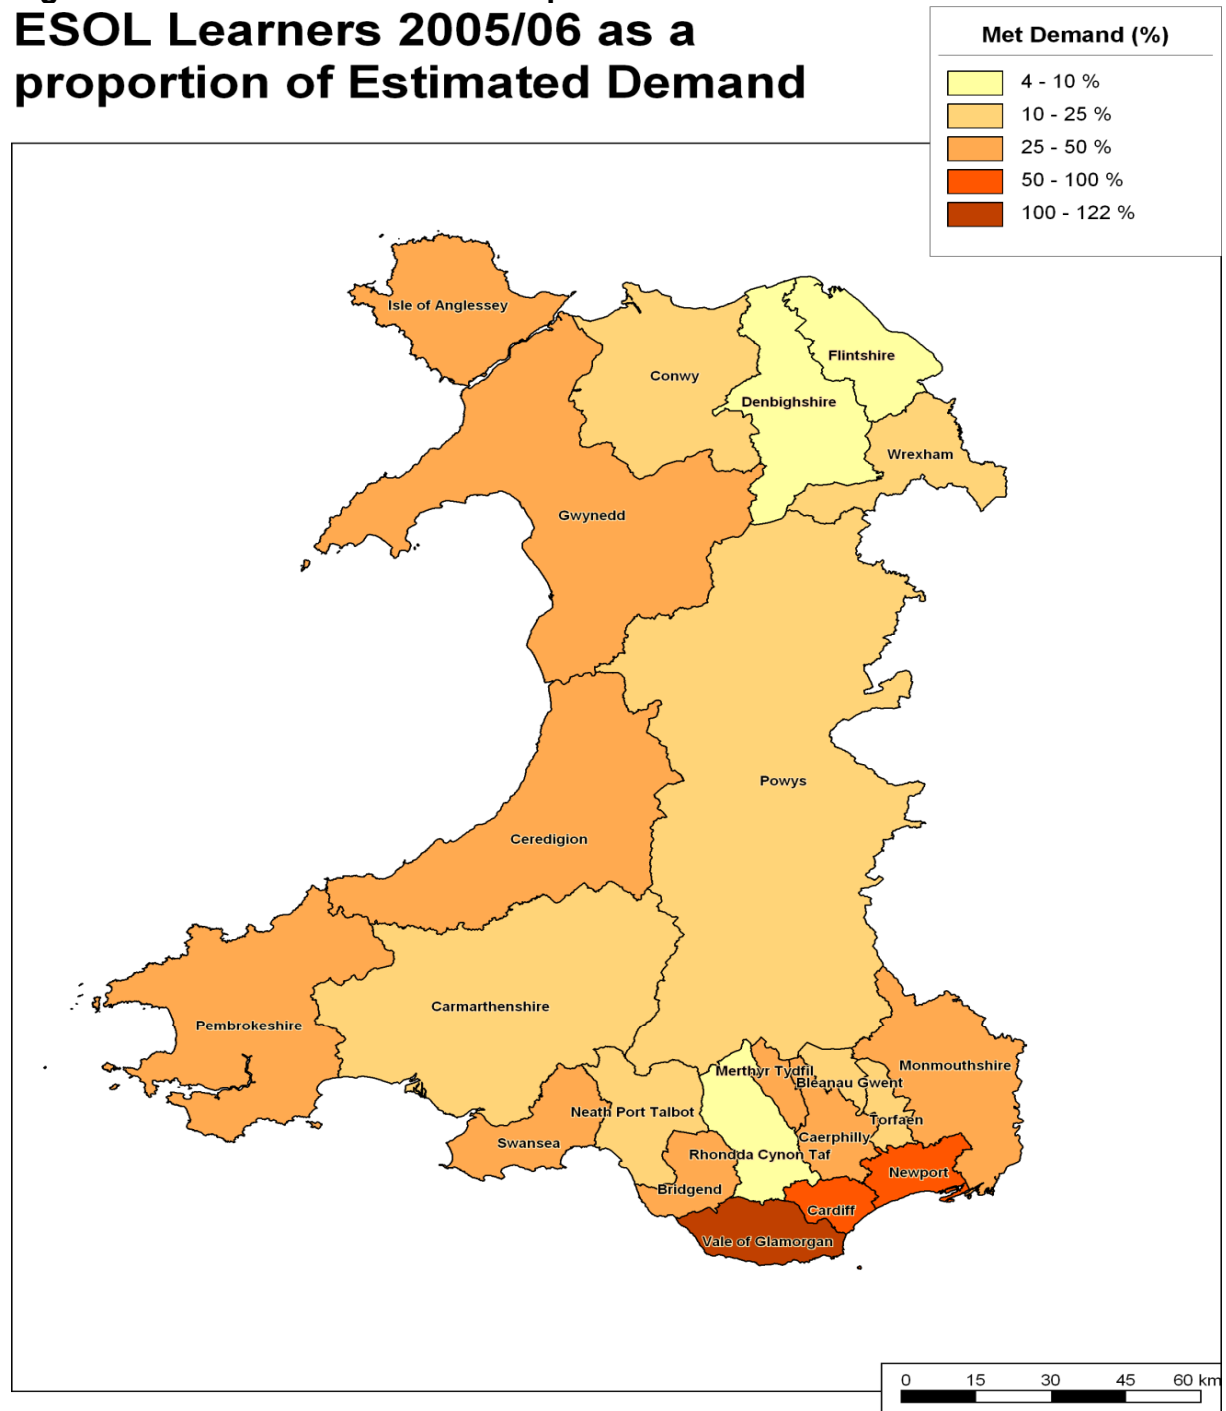 ESOL Learners 2005/06 as a
proportion of Estimated Demand
Met Demand (%)
4 - 10 %
10 - 25 %
25 - 50 %
50 - 100 %
100 - 122 %
Isle of Anglessey
Flintshire
Conwy
Denbighshire
Wrexham
Gwynedd
Powys
Ceredigion
Carmarthenshire
Pembrokeshire
Monmouthshire
Merthyr Tydfil
Bleanau Gwent
Neath Port Talbot
Torfaen
Caerphilly
Swansea
Rhondda Cynon Taf
Newport
Bridgend
Cardiff
Vale of Glamorgan
0 15 30 45 60 km